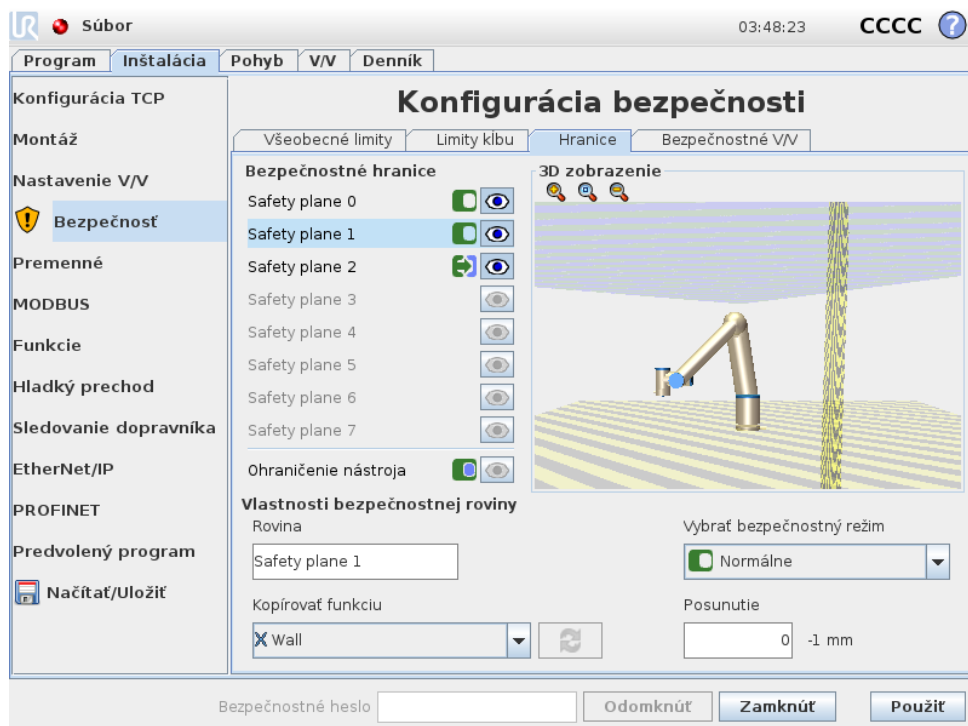 UR Súbor 03:48:23 CCCC ?
Program Inštalácia Pohyb V/V Denník
Konfigurácia TCP
Montáž
Nastavenie V/V
Bezpečnosť
Premenné
MODBUS
Funkcie
Hladký prechod
Sledovanie dopravníka
EtherNet/IP
PROFINET
Predvolený program
Načítať/Uložiť
Konfigurácia bezpečnosti
Všeobecné limity Limity kĺbu Hranice Bezpečnostné V/V
Bezpečnostné hranice
Safety plane 0
Safety plane 1
Safety plane 2
Safety plane 3
Safety plane 4
Safety plane 5
Safety plane 6
Safety plane 7
Ohraničenie nástroja
3D zobrazenie
Vlastnosti bezpečnostnej roviny
Rovina
Safety plane 1
Vybrať bezpečnostný režim
Normálne
Kopírovať funkciu
Wall
Posunutie
0 -1 mm
Bezpečnostné heslo Odomknúť Zamknúť Použiť